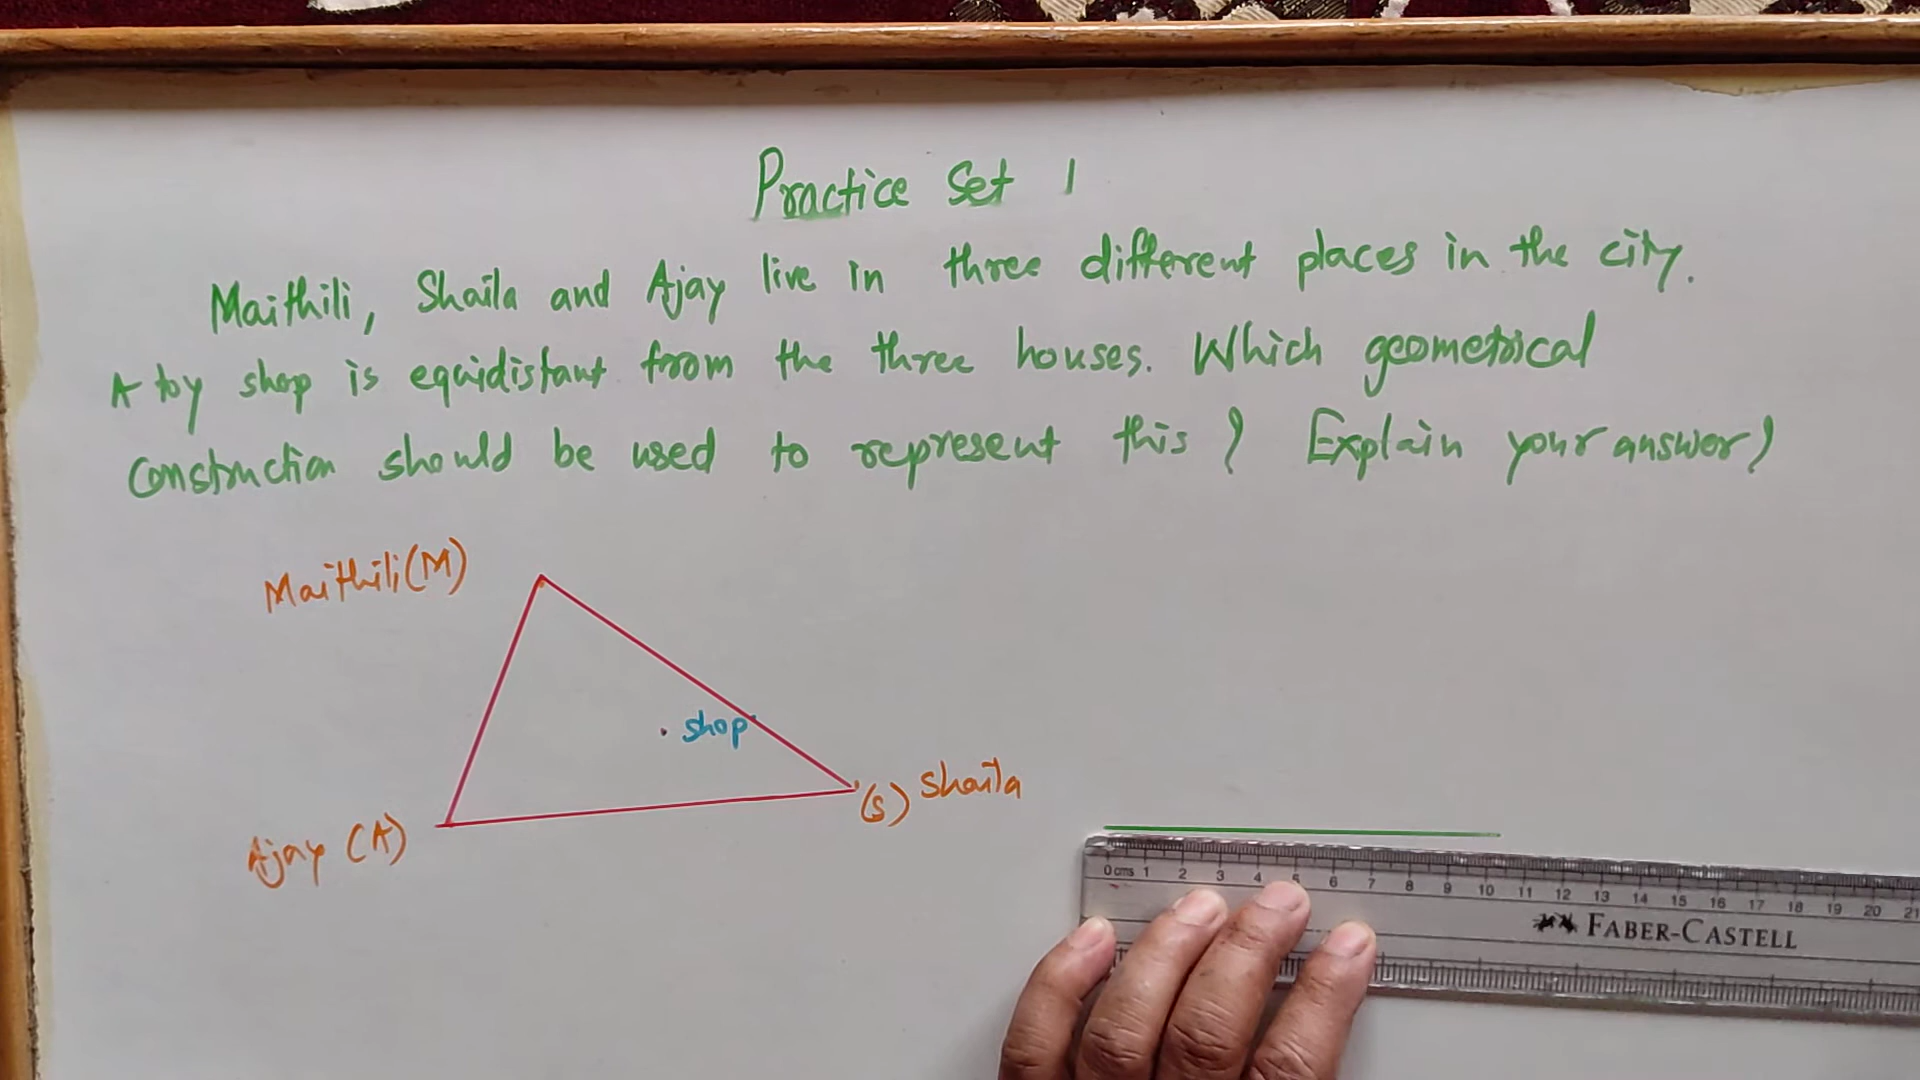 Practice Set 1
Maithili, Shaila and Ajay live in three different places in the city.
A toy shop is equidistant from the three houses. Which geometrical
construction should be used to represent this? Explain your answer?
Maithili (M)
shop
(S) Shaila
Ajay (A)
0 cms 1 2 3 4 5 6 7 8 9 10 11 12 13 14 15 16 17 18 19 20 21
FABER-CASTELL